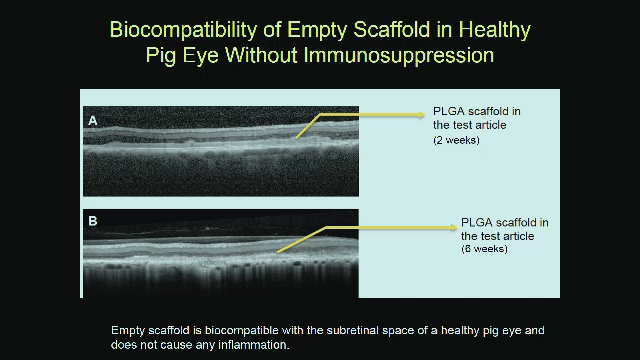 Biocompatibility of Empty Scaffold in Healthy
Pig Eye Without Immunosuppression
A
PLGA scaffold in
the test article
(2 weeks)
B
PLGA scaffold in
the test article
(6 weeks)
Empty scaffold is biocompatible with the subretinal space of a healthy pig eye and
does not cause any inflammation.